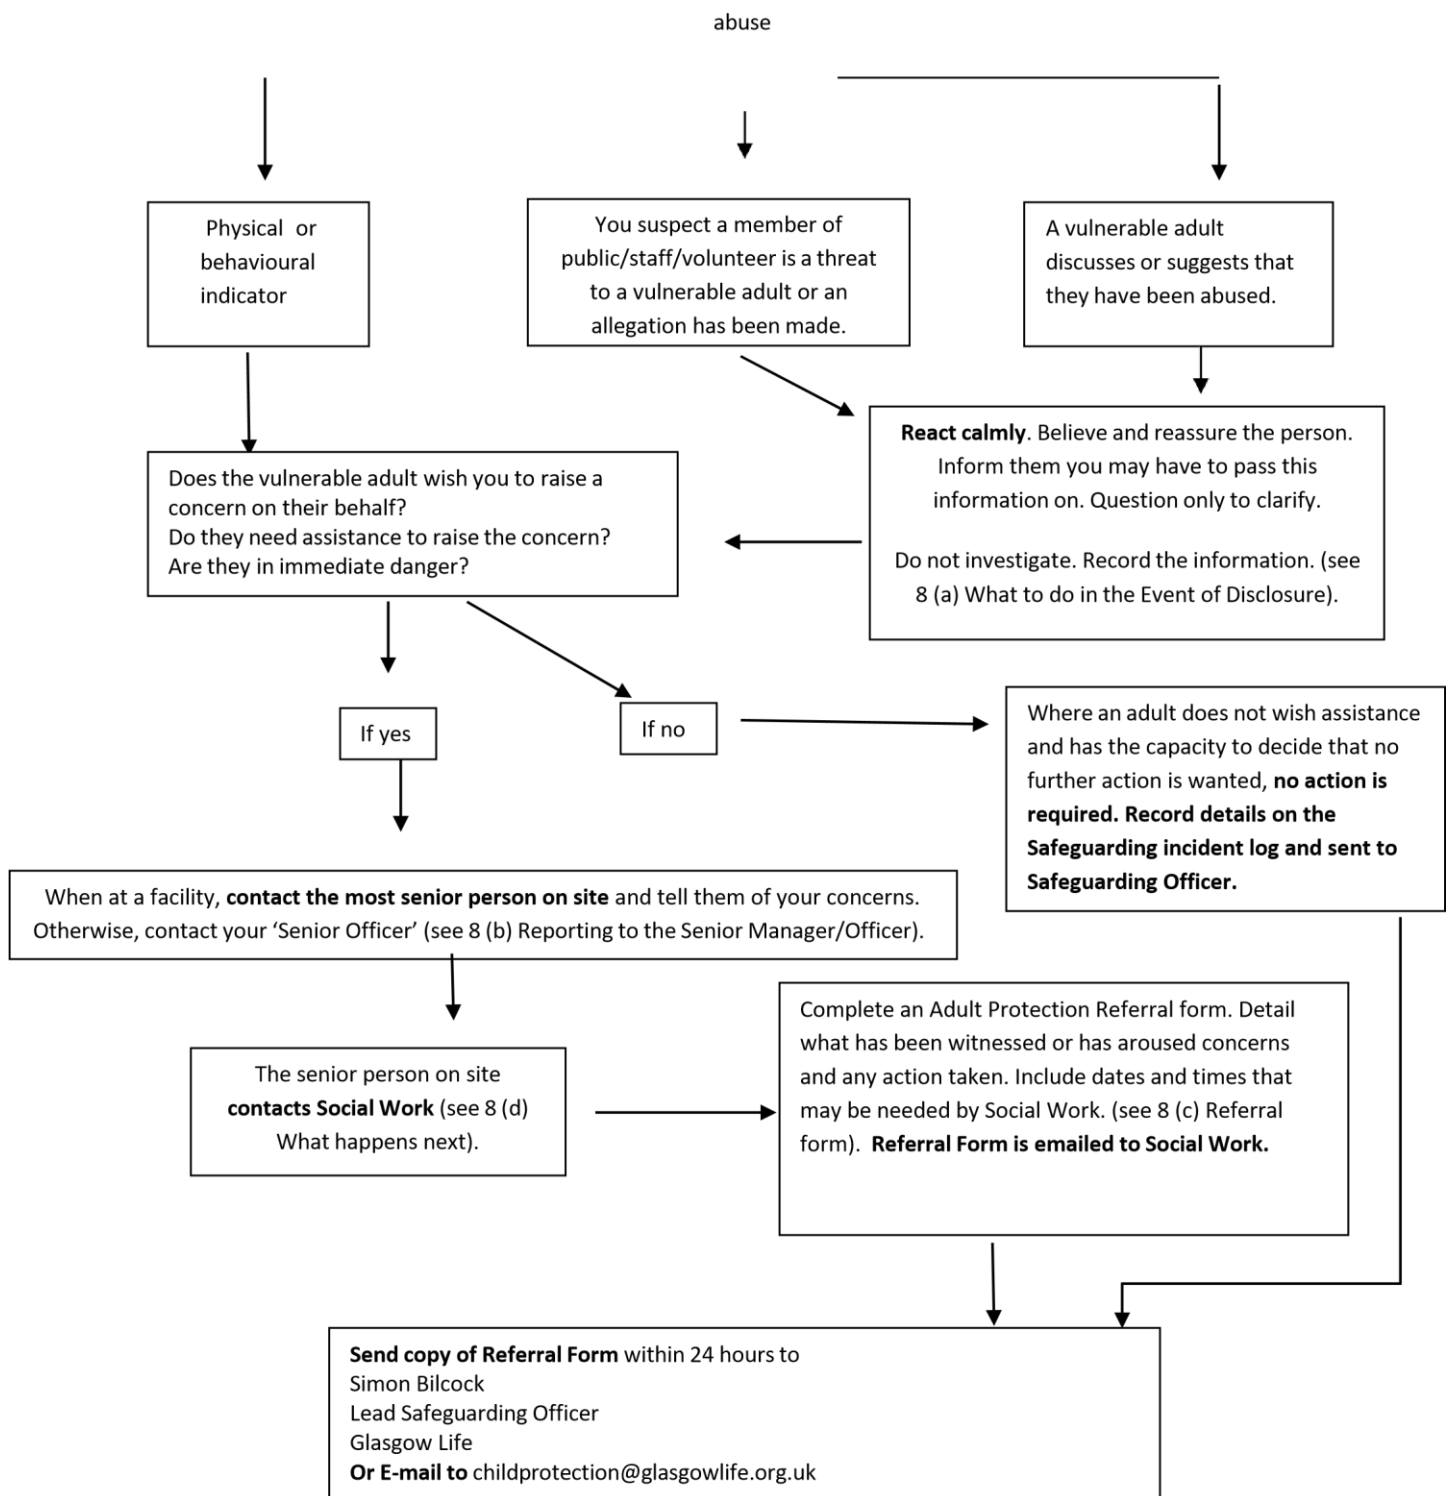 abuse
Physical or
behavioural
indicator
You suspect a member of
public/staff/volunteer is a threat
to a vulnerable adult or an
allegation has been made.
A vulnerable adult
discusses or suggests that
they have been abused.
React calmly. Believe and reassure the person.
Inform them you may have to pass this
information on. Question only to clarify.
Do not investigate. Record the information. (see
8 (a) What to do in the Event of Disclosure).
Does the vulnerable adult wish you to raise a
concern on their behalf?
Do they need assistance to raise the concern?
Are they in immediate danger?
If yes
If no
Where an adult does not wish assistance
and has the capacity to decide that no
further action is wanted, no action is
required. Record details on the
Safeguarding incident log and sent to
Safeguarding Officer.
When at a facility, contact the most senior person on site and tell them of your concerns.
Otherwise, contact your ‘Senior Officer’ (see 8 (b) Reporting to the Senior Manager/Officer).
The senior person on site
contacts Social Work (see 8 (d)
What happens next).
Complete an Adult Protection Referral form. Detail
what has been witnessed or has aroused concerns
and any action taken. Include dates and times that
may be needed by Social Work. (see 8 (c) Referral
form). Referral Form is emailed to Social Work.
Send copy of Referral Form within 24 hours to
Simon Bilcock
Lead Safeguarding Officer
Glasgow Life
Or E-mail to childprotection@glasgowlife.org.uk